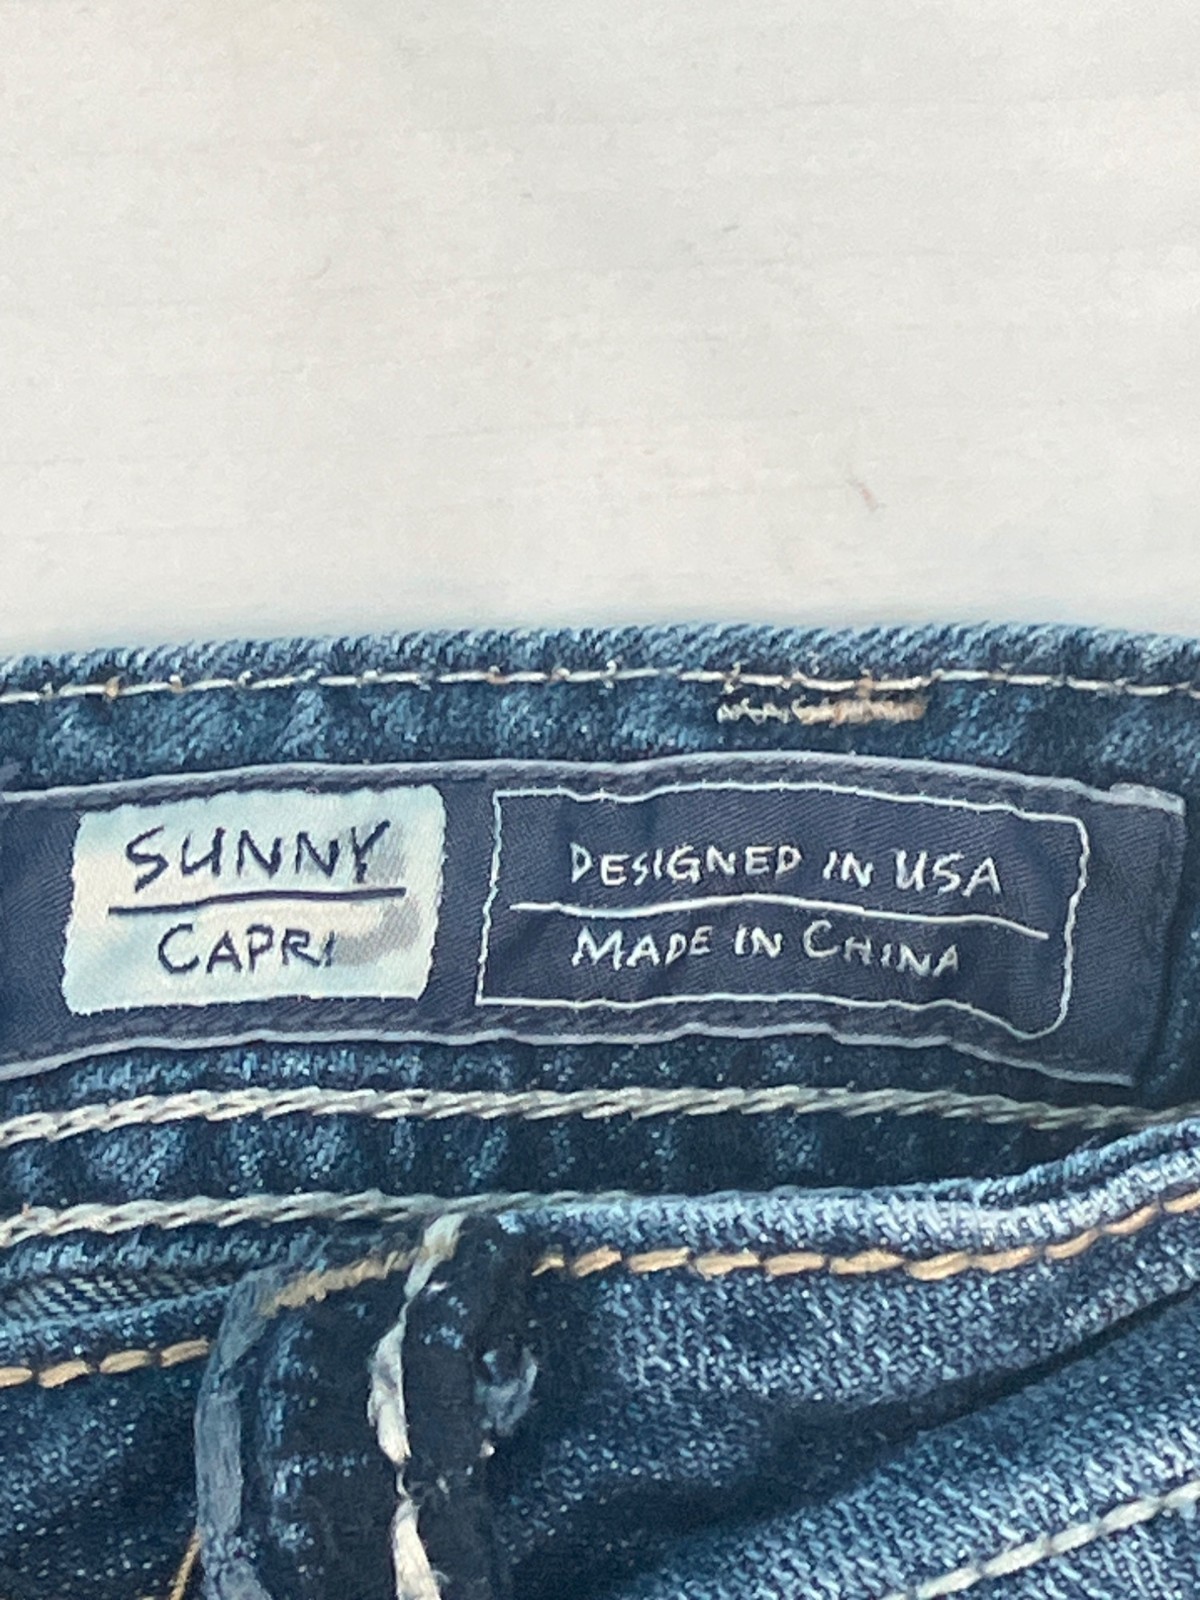 SUNNY
CAPRI
DESIGNED IN USA
MADE IN CHINA